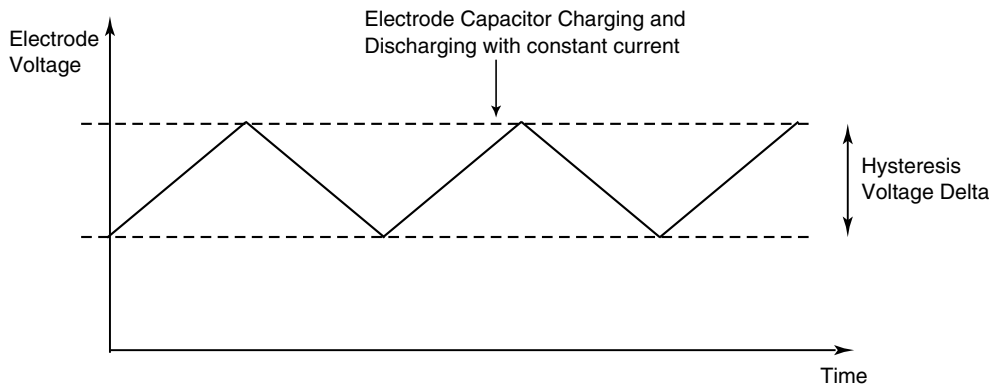 Electrode Capacitor Charging and
Discharging with constant current
Electrode
Voltage
Hysteresis
Voltage Delta
Time